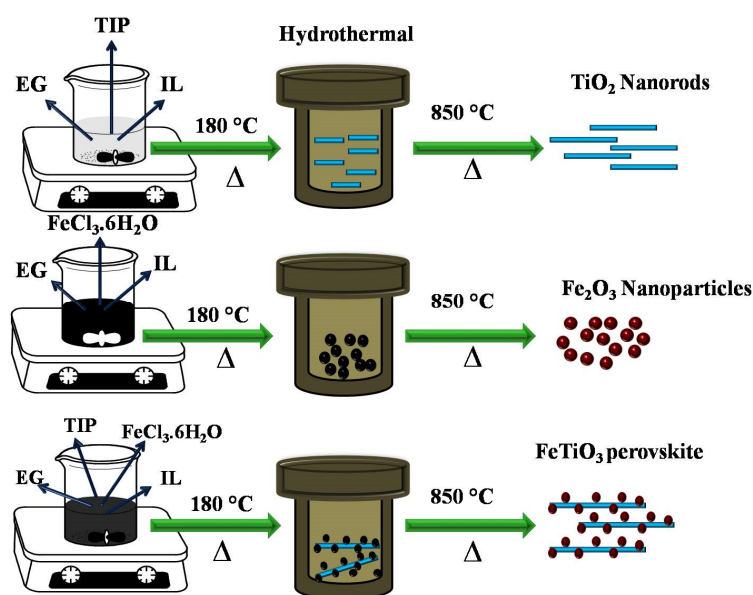 TIP
Hydrothermal
EG
IL
180 °C
Δ
850 °C
Δ
TiO₂ Nanorods
FeCl₃.6H₂O
EG
IL
180 °C
Δ
850 °C
Δ
Fe₂O₃ Nanoparticles
TIP
FeCl₃.6H₂O
EG
IL
180 °C
Δ
850 °C
Δ
FeTiO₃ perovskite